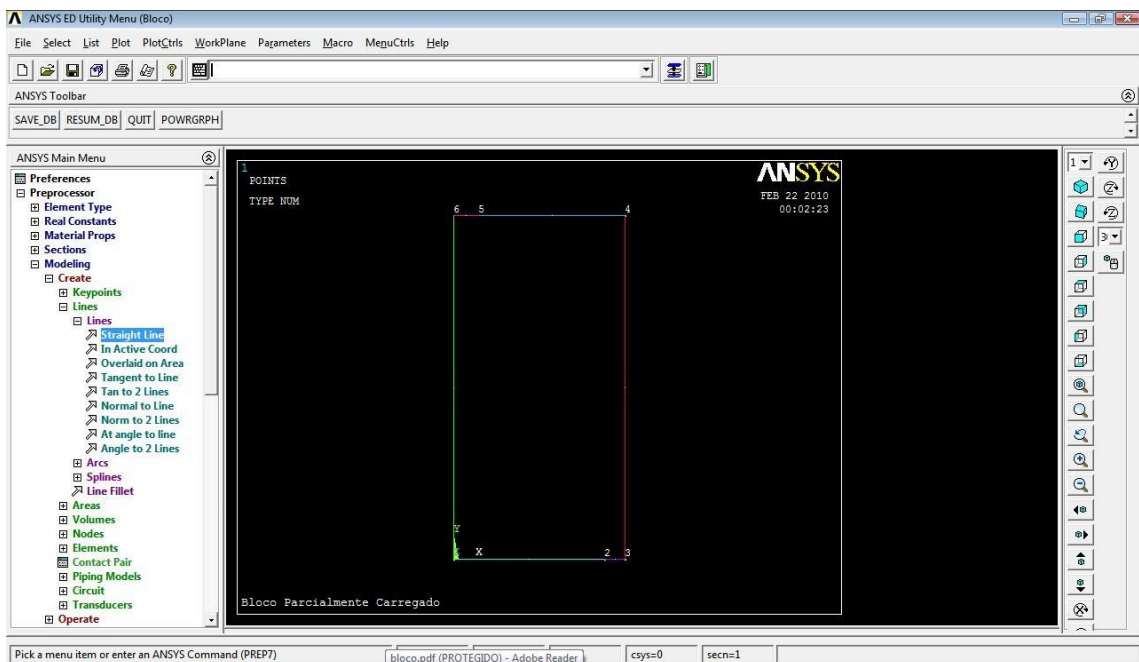 ANSYS ED Utility Menu (Bloco)
File Select List Plot PlotCtrls WorkPlane Parameters Macro MenuCtrls Help
ANSYS Toolbar
SAVE_DB RESUM_DB QUIT POWRGRPH
ANSYS Main Menu
Preferences
Preprocessor
Element Type
Real Constants
Material Props
Sections
Modeling
Create
Keypoints
Lines
Lines
Straight Line
In Active Coord
Overlaid on Area
Tangent to Line
Tan to 2 Lines
Normal to Line
Norm to 2 Lines
At angle to line
Angle to 2 Lines
Arcs
Splines
Line Fillet
Areas
Volumes
Nodes
Elements
Contact Pair
Piping Models
Circuit
Transducers
Operate
1
POINTS
TYPE NUM
ANSYS
FEB 22 2010
00:02:23
6 5 4
Y
X 2 3
Bloco Parcialmente Carregado
1
Pick a menu item or enter an ANSYS Command (PREP7)
bloco.pdf (PROTEGIDO) - Adobe Reader
csys=0
secn=1